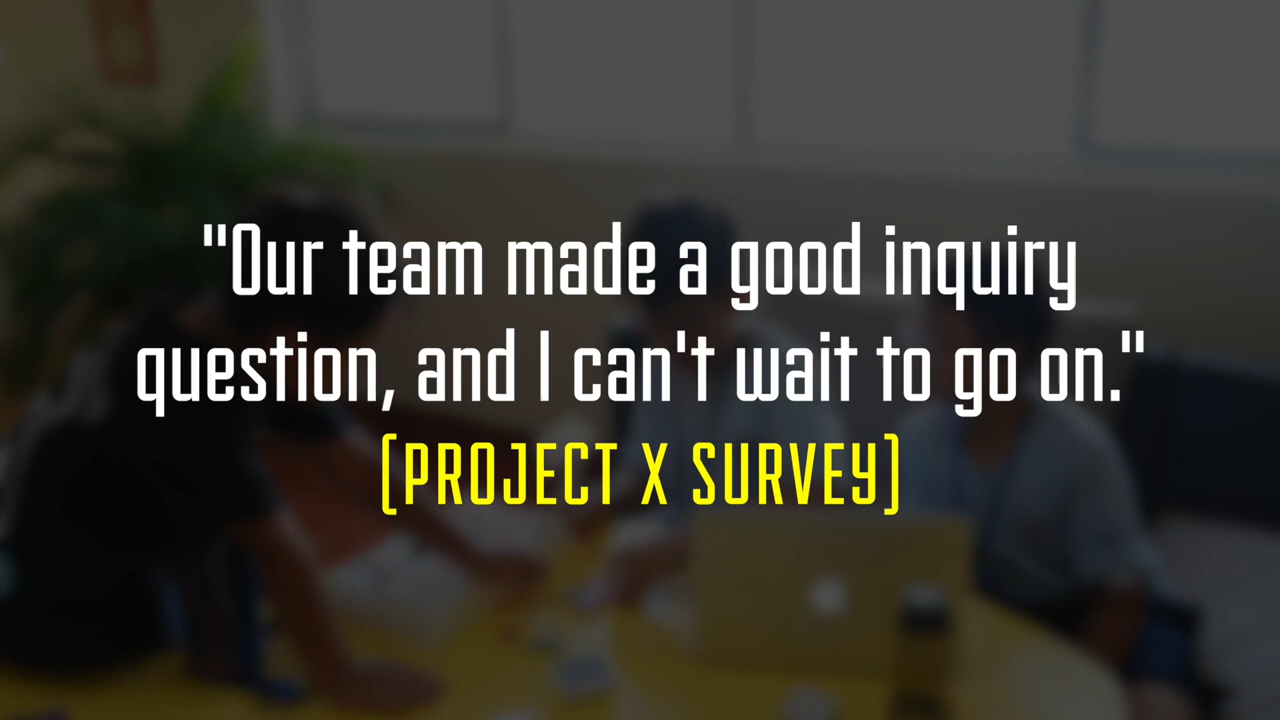 "Our team made a good inquiry
question, and I can't wait to go on."
[PROJECT X SURVEY]